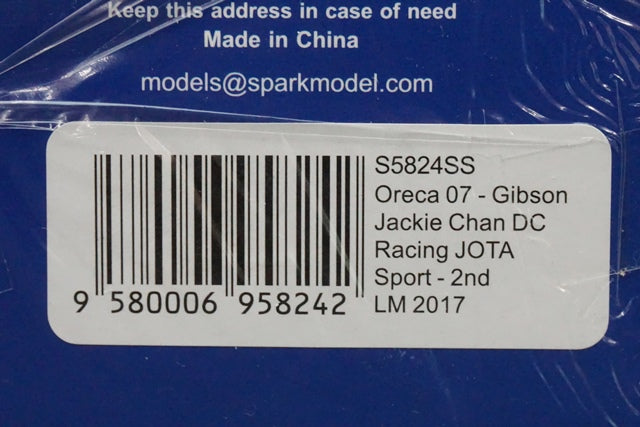 Keep this address in case of need
Made in China
models@sparkmodel.com
S5824SS
Oreca 07 - Gibson
Jackie Chan DC
Racing JOTA
Sport - 2nd
LM 2017
9 580006 958242